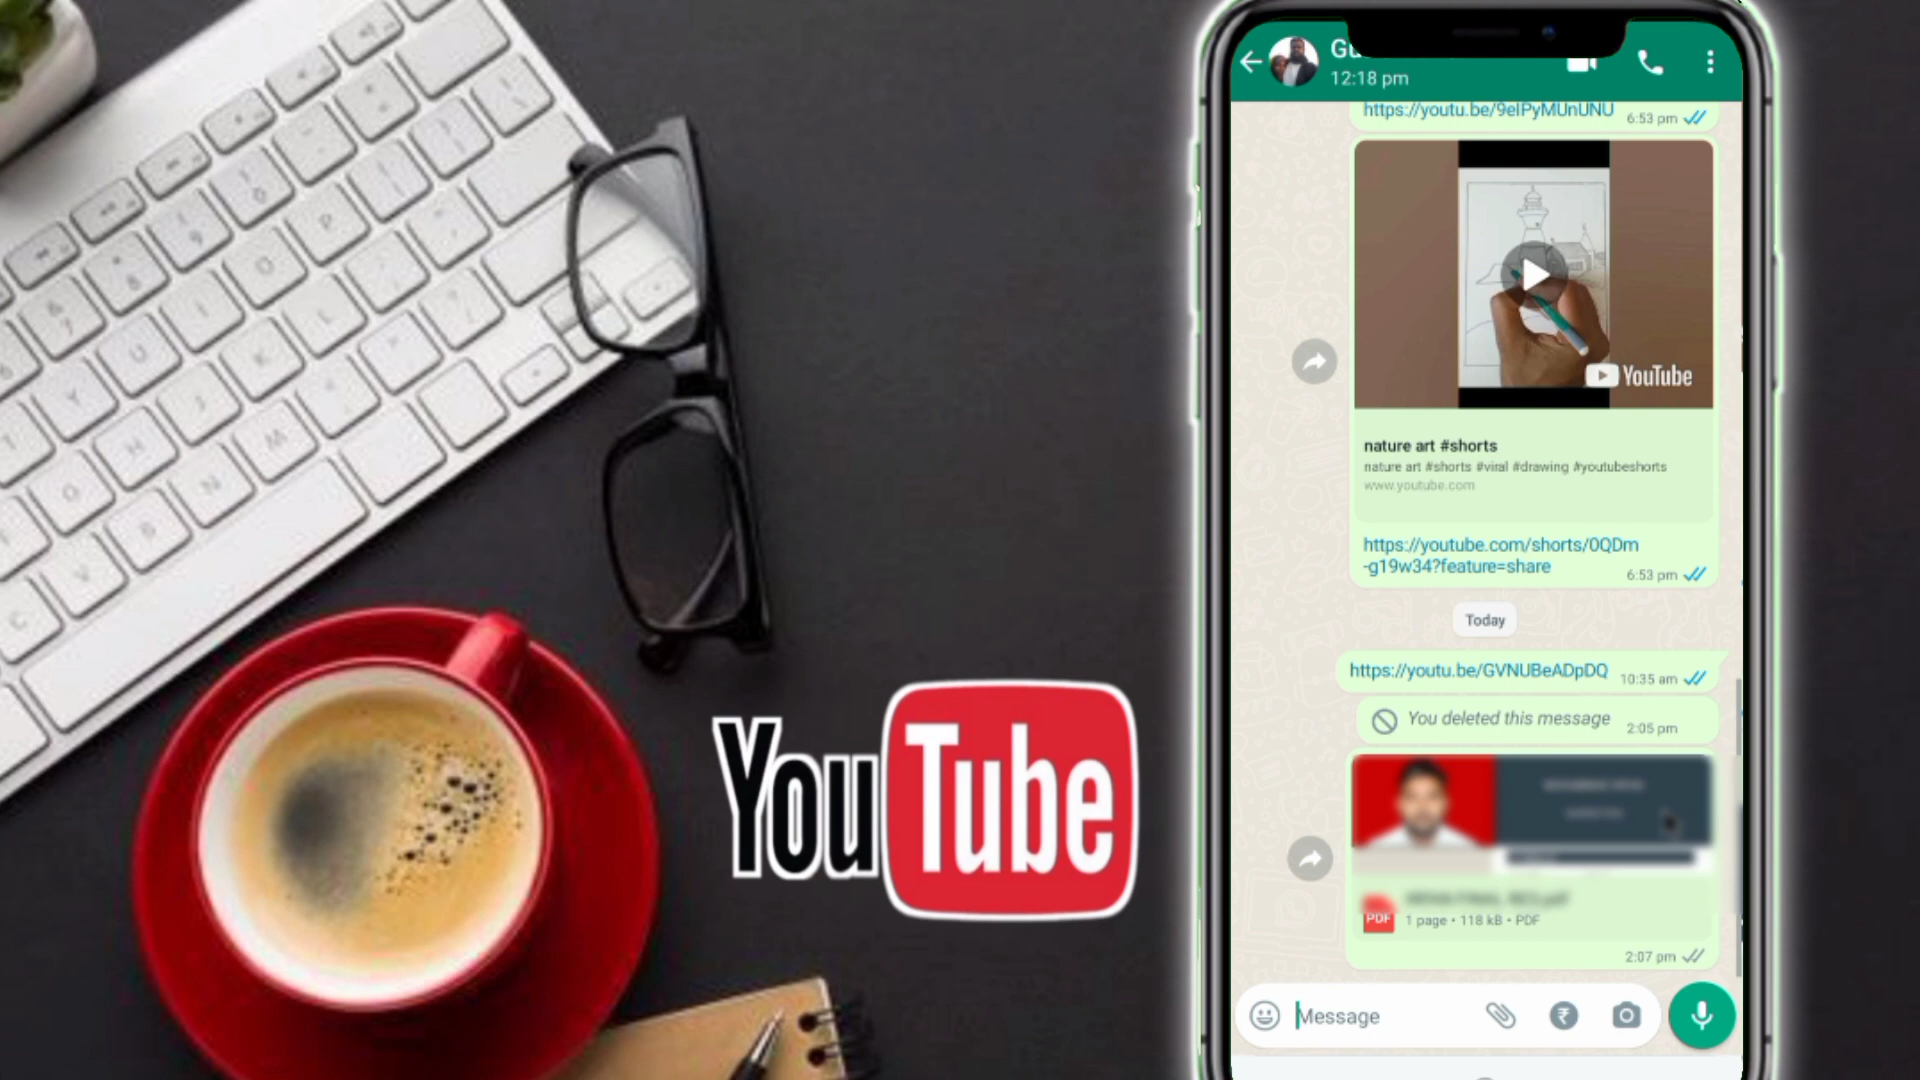 12:18 pm
https://youtu.be/9elPyMUnUNU
6:53 pm
YouTube
nature art #shorts
nature art #shorts #viral #drawing #youtubeshorts
www.youtube.com
https://youtube.com/shorts/0QDm
-g19w34?feature=share
6:53 pm
Today
https://youtu.be/GVNUBeADpDQ
10:35 am
You deleted this message
2:05 pm
PDF
1 page • 118 kB • PDF
2:07 pm
Message
YouTube